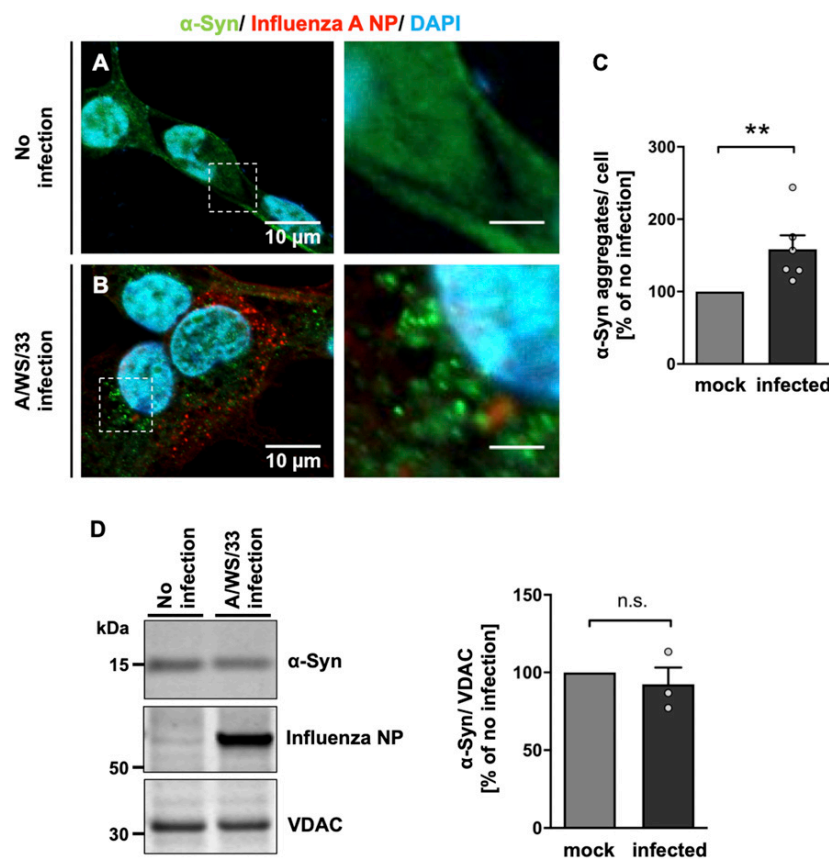 α-Syn/ Influenza A NP/ DAPI
A
No
infection
10 µm
B
A/WS/33
infection
10 µm
C
**
α-Syn aggregates/ cell
[% of no infection]
300
200
100
0
mock infected
D
No
infection
A/WS/33
infection
kDa
15
α-Syn
Influenza NP
50
VDAC
30
n.s.
α-Syn/ VDAC
[% of no infection]
150
100
50
0
mock infected